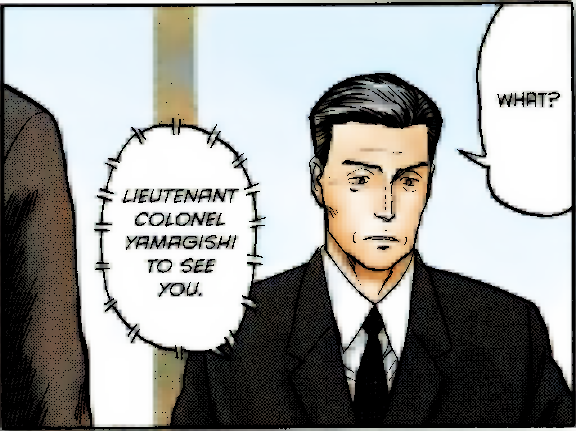 LIEUTENANT
COLONEL
YAMAGISHI
TO SEE
YOU.
WHAT?